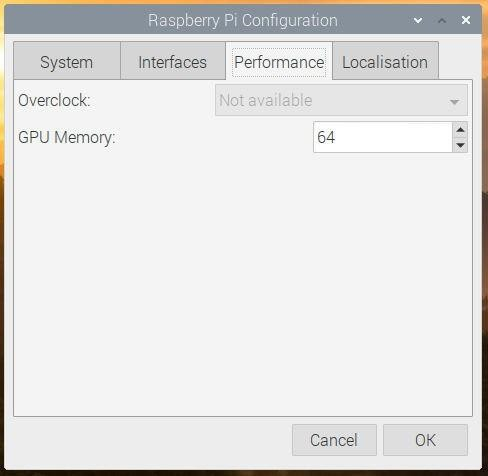 Raspberry Pi Configuration
System Interfaces Performance Localisation
Overclock: Not available
GPU Memory: 64
Cancel OK